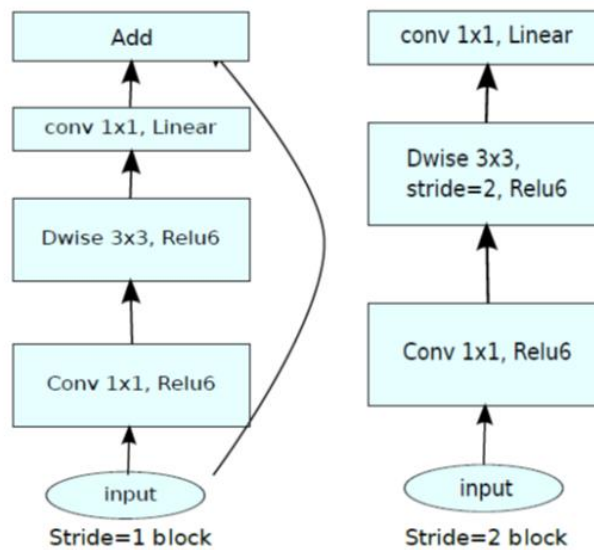 Add
conv 1x1, Linear
Dwise 3x3, Relu6
Conv 1x1, Relu6
input
Stride=1 block
conv 1x1, Linear
Dwise 3x3,
stride=2, Relu6
Conv 1x1, Relu6
input
Stride=2 block